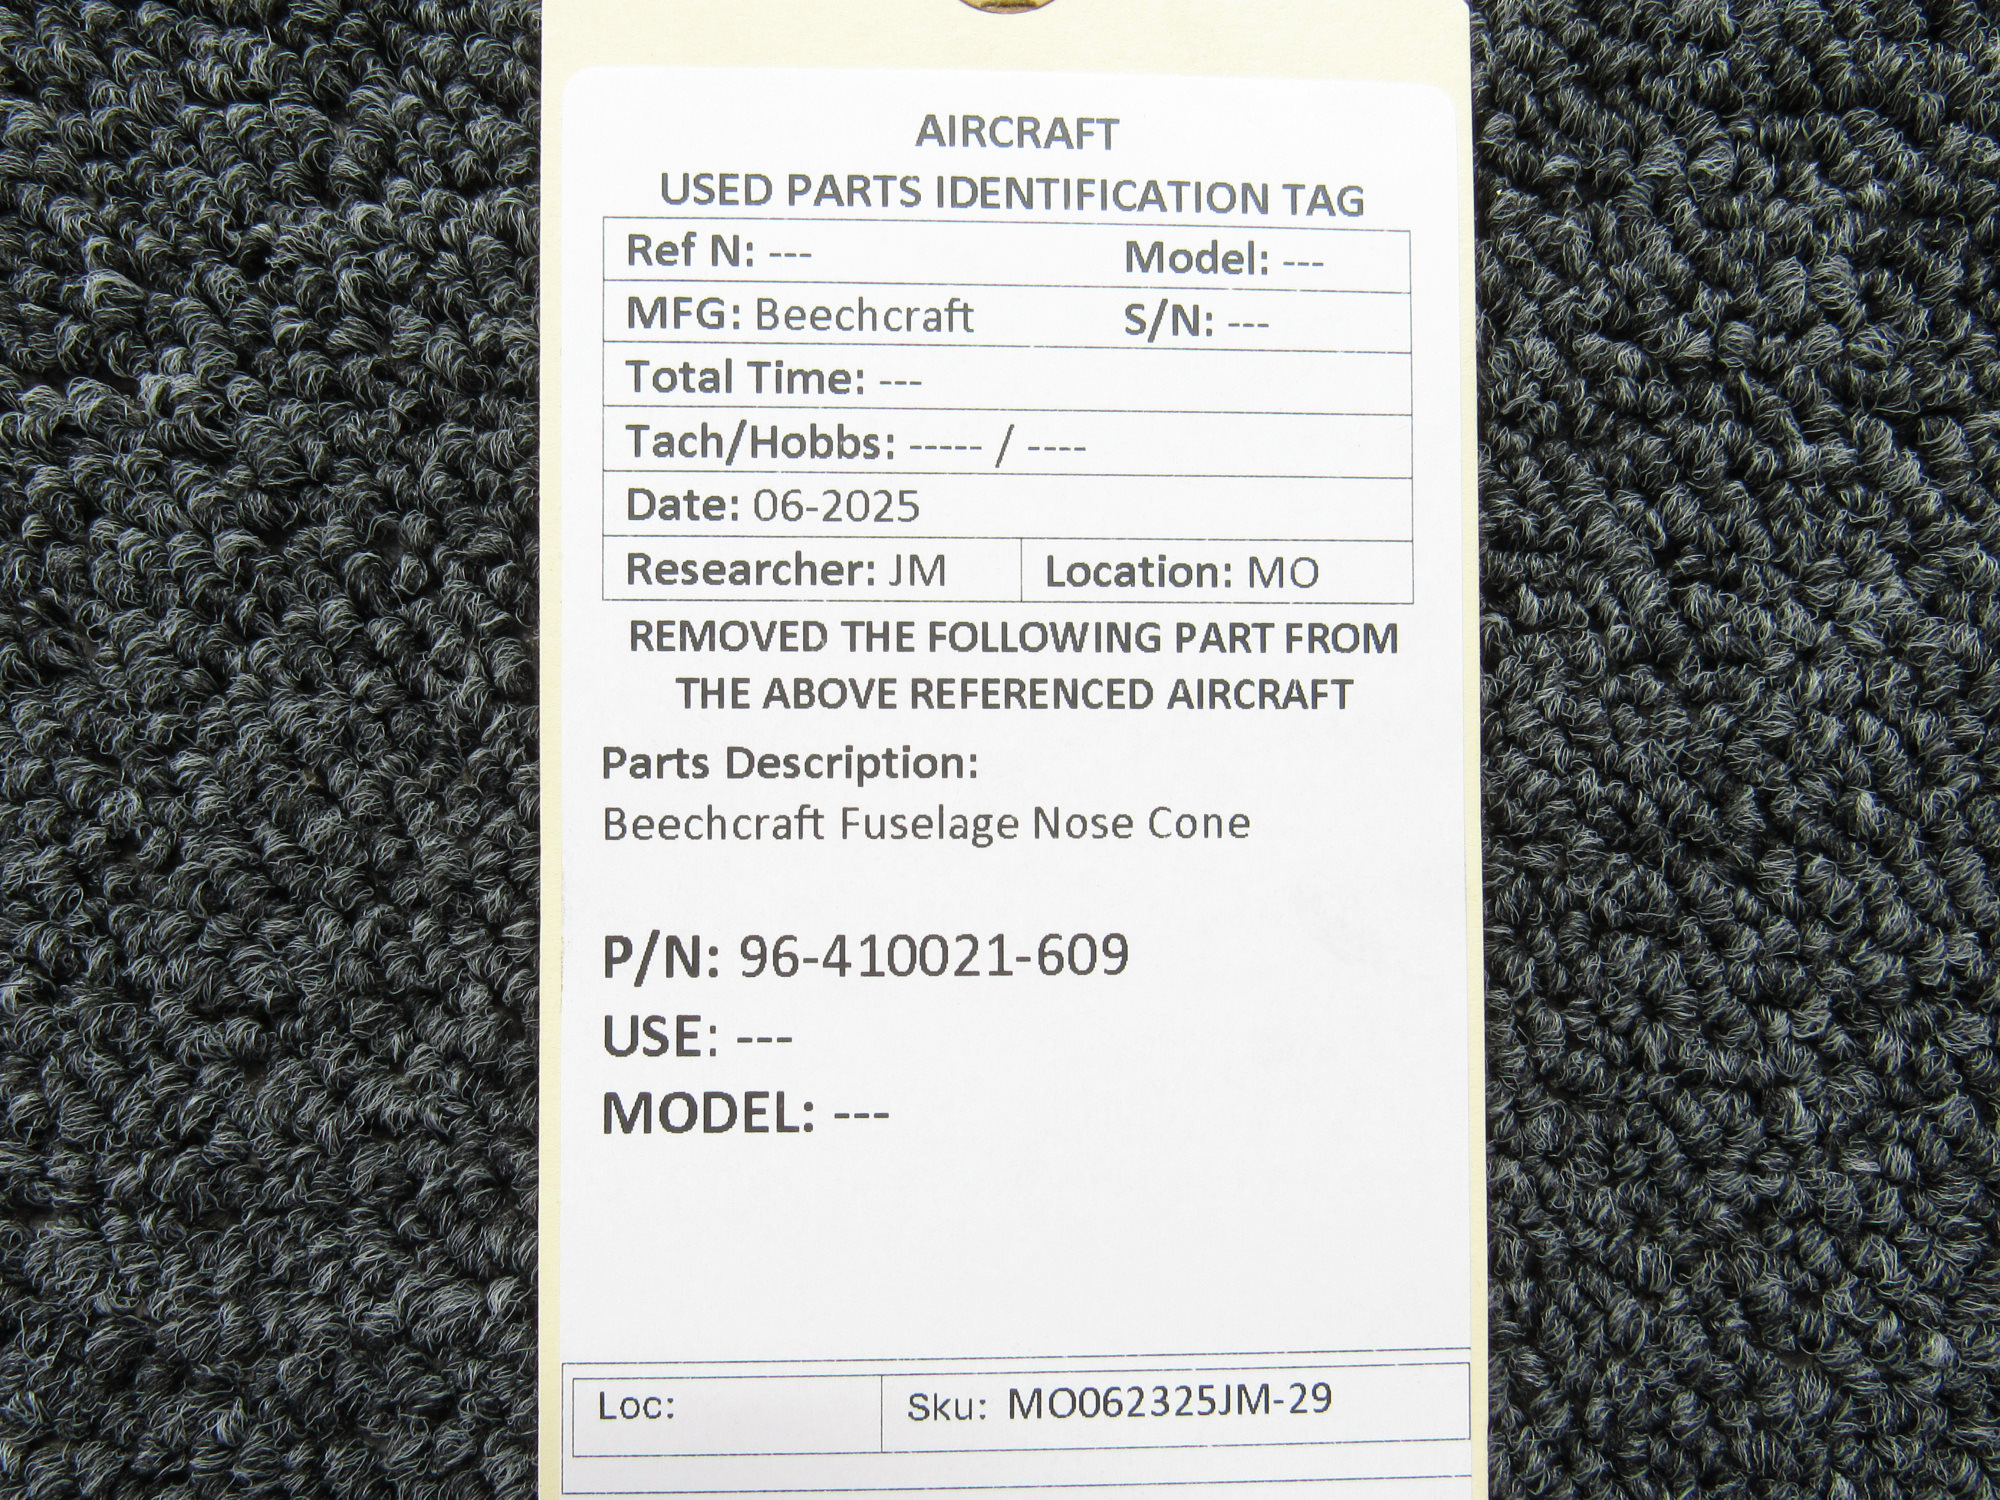 AIRCRAFT
USED PARTS IDENTIFICATION TAG
Ref N: --- Model: ---
MFG: Beechcraft S/N: ---
Total Time: ---
Tach/Hobbs: ----- / ----
Date: 06-2025
Researcher: JM Location: MO
REMOVED THE FOLLOWING PART FROM
THE ABOVE REFERENCED AIRCRAFT
Parts Description:
Beechcraft Fuselage Nose Cone
P/N: 96-410021-609
USE: ---
MODEL: ---
Loc: Sku: MO062325JM-29